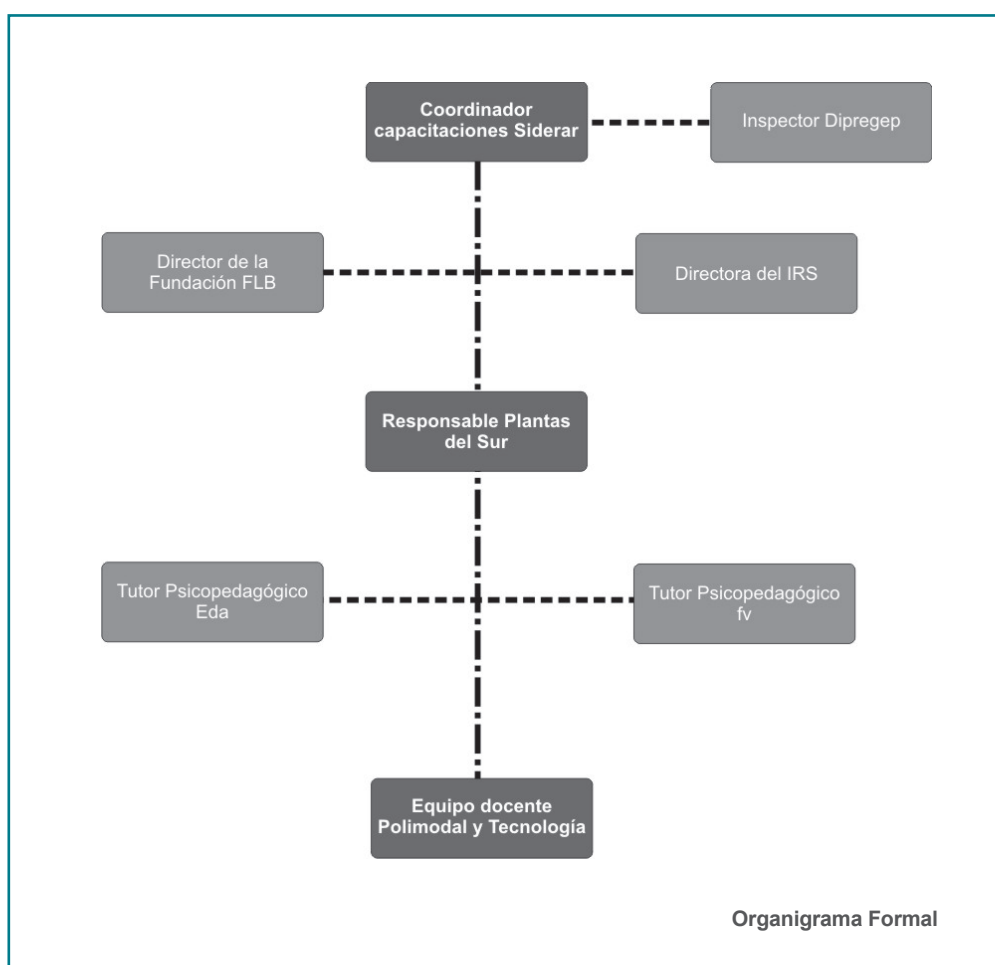 Coordinador
capacitaciones Siderar
Inspector Dipregep
Director de la
Fundación FLB
Directora del IRS
Responsable Plantas
del Sur
Tutor Psicopedagógico
Eda
Tutor Psicopedagógico
fv
Equipo docente
Polimodal y Tecnología
Organigrama Formal